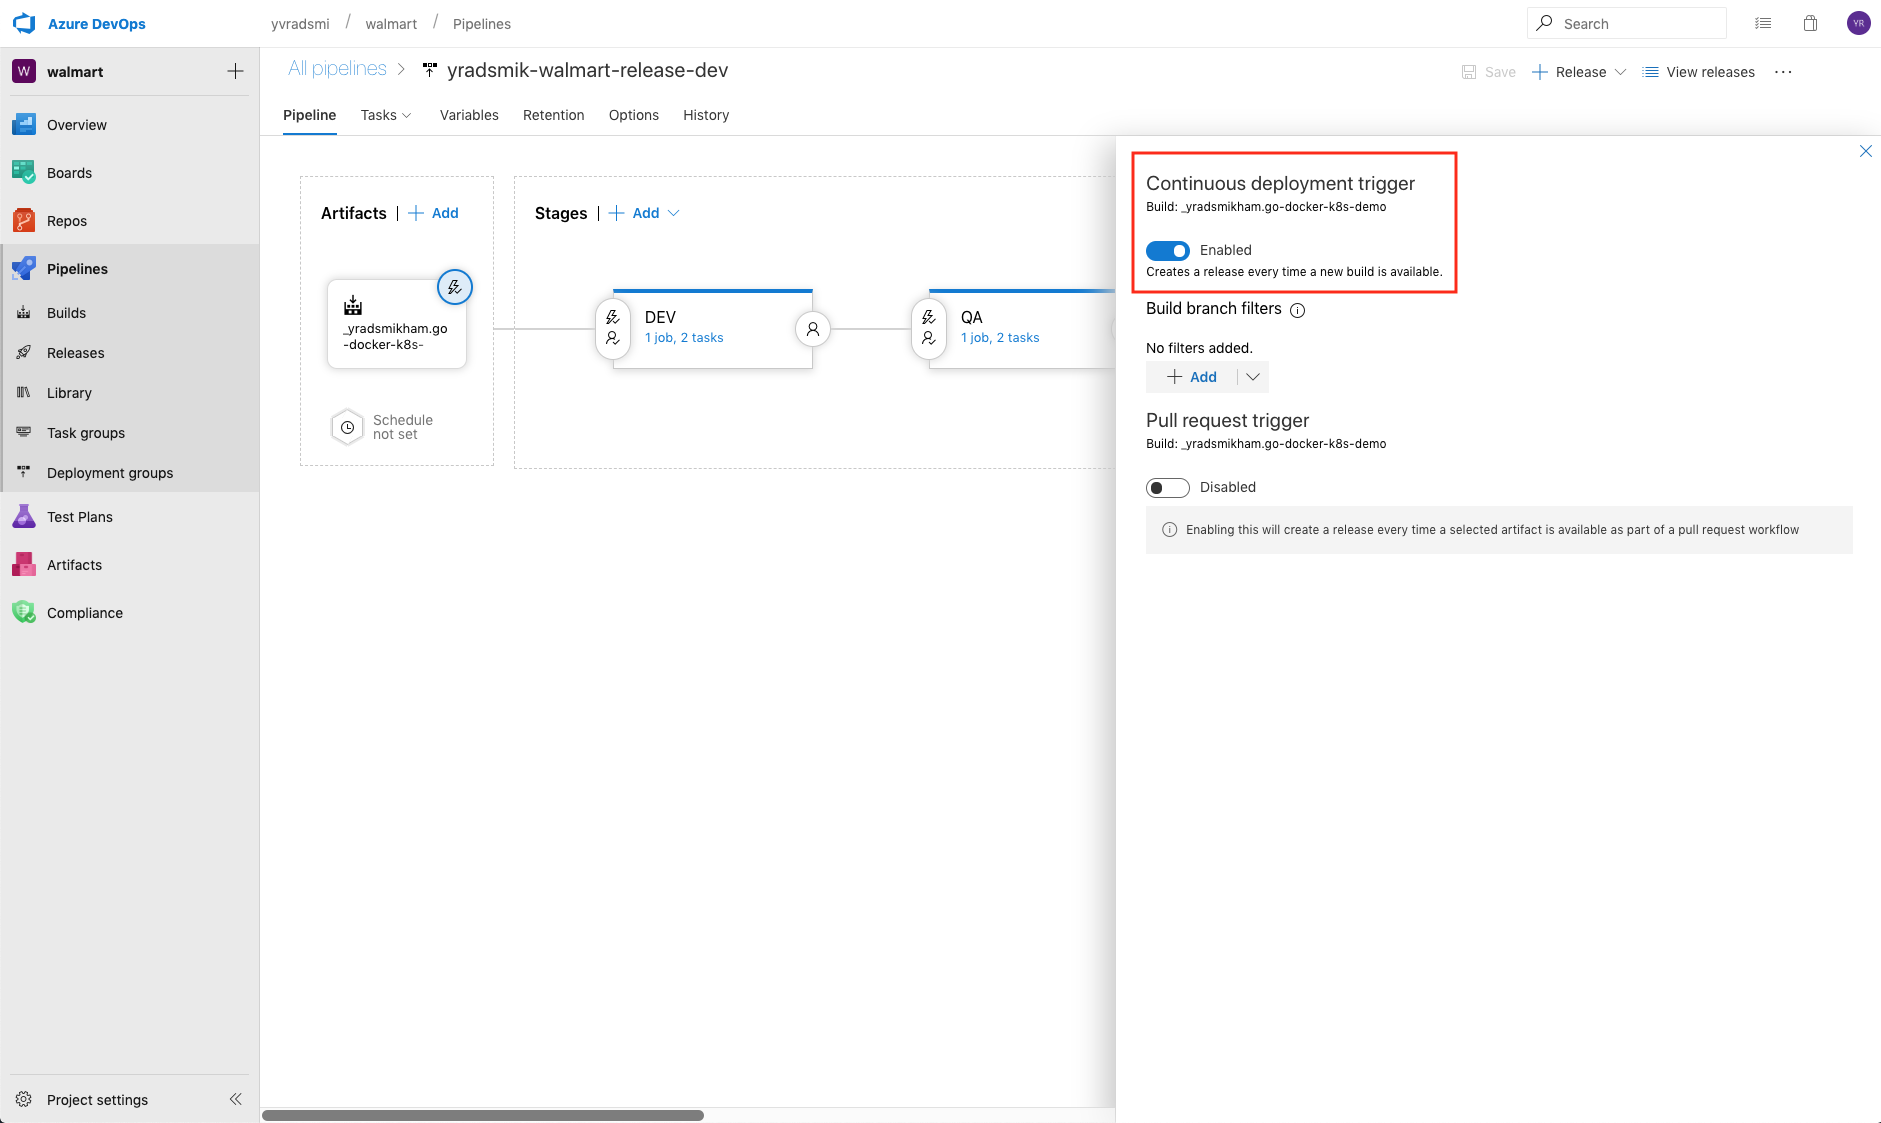 Azure DevOps
yvradsmi / walmart / Pipelines
Search
YR
W walmart
Overview
Boards
Repos
Pipelines
Builds
Releases
Library
Task groups
Deployment groups
Test Plans
Artifacts
Compliance
Project settings
All pipelines > yradsmik-walmart-release-dev
Save
Release
View releases
Pipeline
Tasks
Variables
Retention
Options
History
Artifacts | + Add
_yradsmikham.go
-docker-k8s-
Schedule
not set
Stages | + Add
DEV
1 job, 2 tasks
QA
1 job, 2 tasks
Continuous deployment trigger
Build: _yradsmikham.go-docker-k8s-demo
Enabled
Creates a release every time a new build is available.
Build branch filters
No filters added.
+ Add
Pull request trigger
Build: _yradsmikham.go-docker-k8s-demo
Disabled
Enabling this will create a release every time a selected artifact is available as part of a pull request workflow